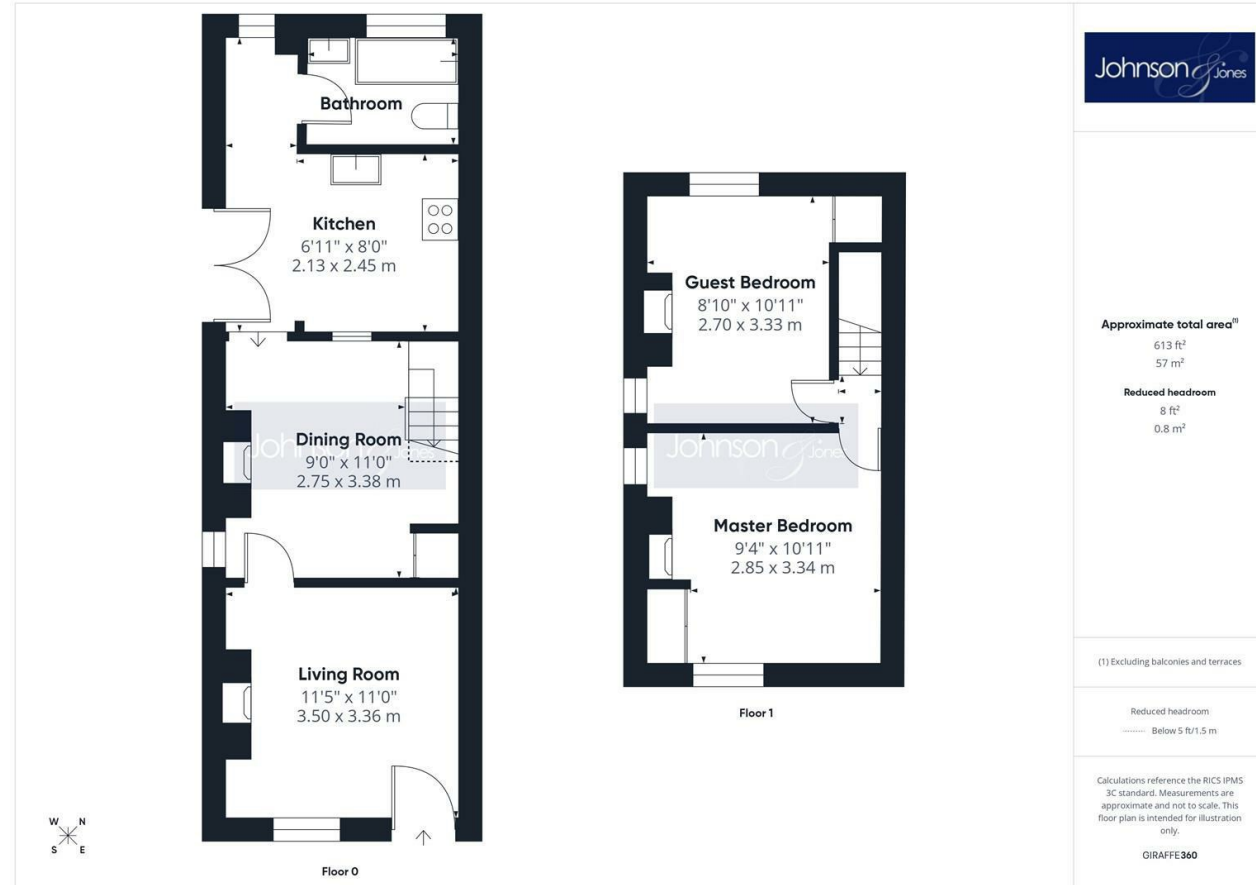 Bathroom
Kitchen
6'11" x 8'0"
2.13 x 2.45 m
Dining Room
9'0" x 11'0"
2.75 x 3.38 m
Johnson & Jones
Living Room
11'5" x 11'0"
3.50 x 3.36 m
Floor 0
W N
S E
Guest Bedroom
8'10" x 10'11"
2.70 x 3.33 m
Johnson & Jones
Master Bedroom
9'4" x 10'11"
2.85 x 3.34 m
Floor 1
Johnson & Jones
Approximate total area(1)
613 ft²
57 m²
Reduced headroom
8 ft²
0.8 m²
(1) Excluding balconies and terraces
Reduced headroom
Below 5 ft/1.5 m
Calculations reference the RICS IPMS
3C standard. Measurements are
approximate and not to scale. This
floor plan is intended for illustration
only.
GIRAFFE360